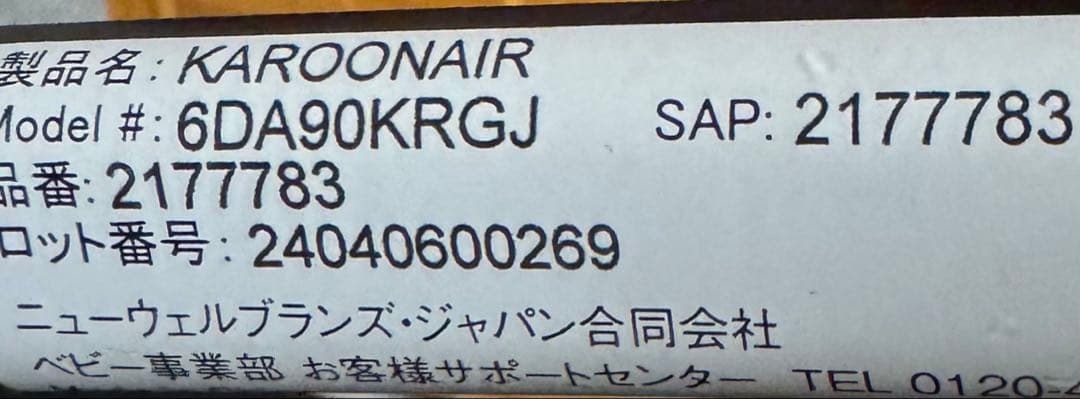 製品名: KAROONAIR
Model #: 6DA90KRGJ SAP: 2177783
品番: 2177783
ロット番号: 24040600269
ニューウェルブランズ・ジャパン合同会社
ベビー事業部 お客様サポートセンター TEL 0120-